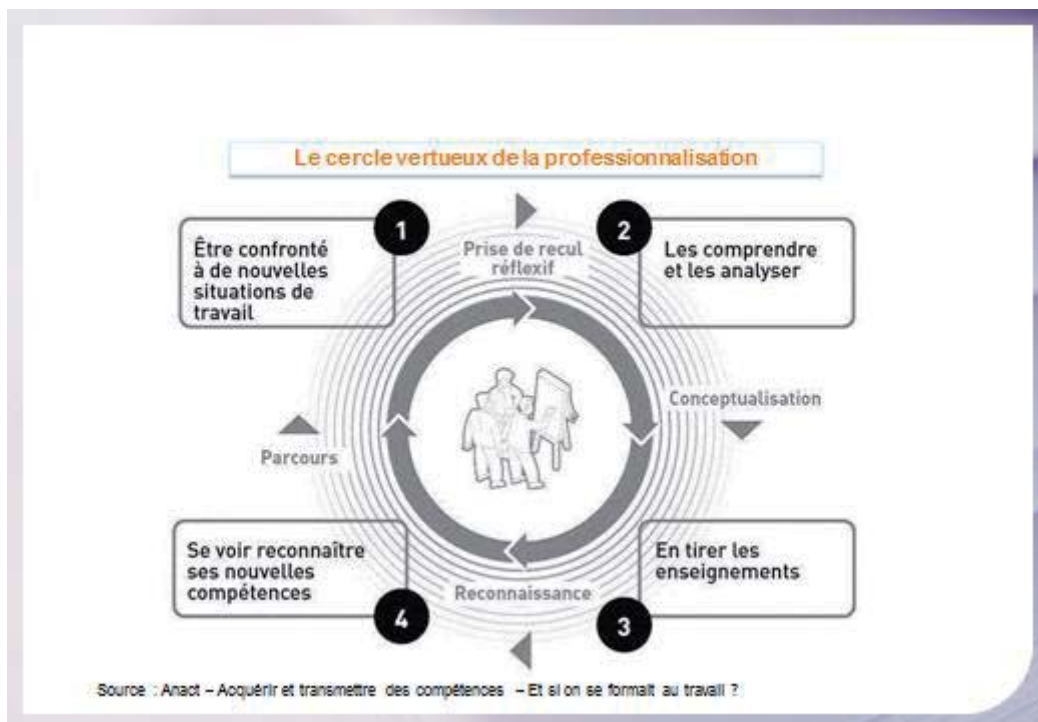 Le cercle vertueux de la professionnalisation
1
Être confronté
à de nouvelles
situations de
travail
Prise de recul
réflexif
2
Les comprendre
et les analyser
Conceptualisation
Parcours
Se voir reconnaître
ses nouvelles
compétences
4
Reconnaissance
En tirer les
enseignements
3
Source : Anact – Acquérir et transmettre des compétences – Et si on se formait au travail ?